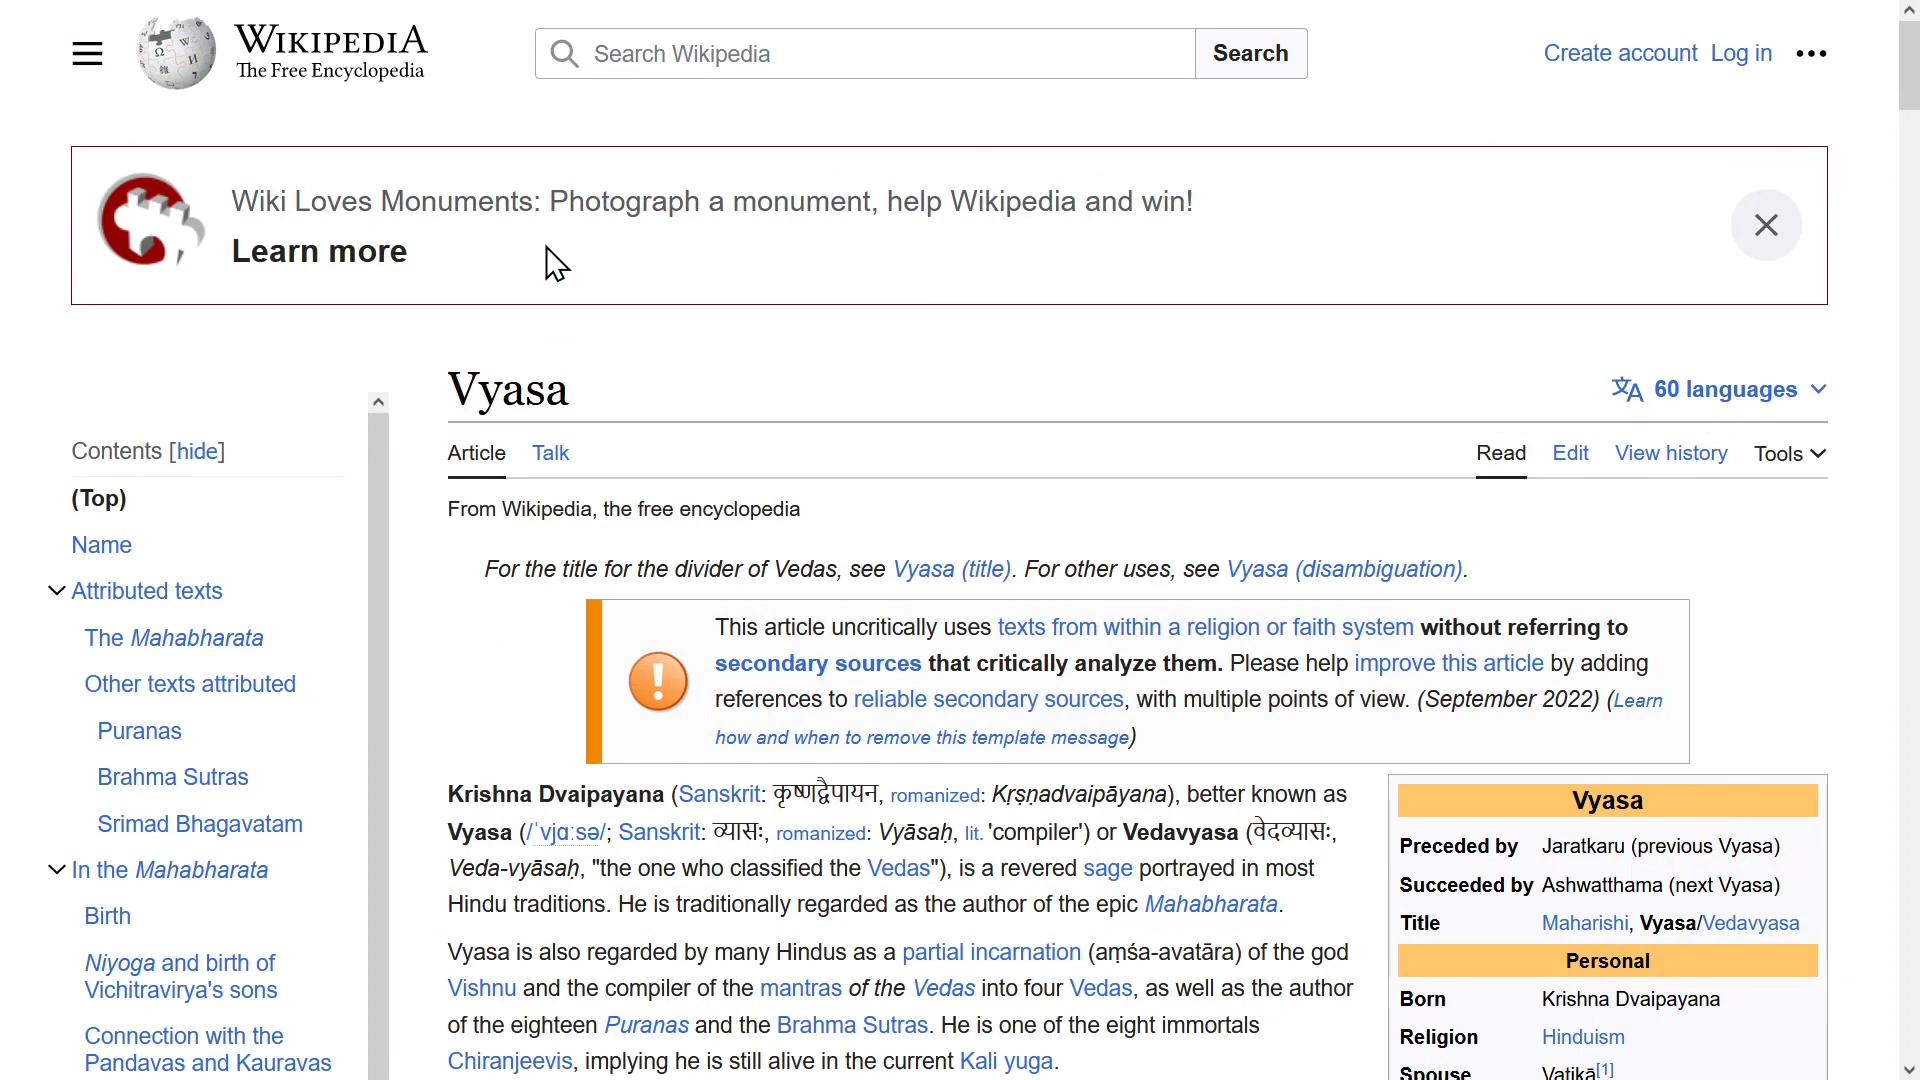 WIKIPEDIA
The Free Encyclopedia
Search Wikipedia
Search
Create account Log in
Wiki Loves Monuments: Photograph a monument, help Wikipedia and win!
Learn more
Vyasa
60 languages
Article Talk
Read Edit View history Tools
From Wikipedia, the free encyclopedia
Contents [hide]
(Top)
Name
Attributed texts
The Mahabharata
Other texts attributed
Puranas
Brahma Sutras
Srimad Bhagavatam
In the Mahabharata
Birth
Niyoga and birth of
Vichitravirya's sons
Connection with the
Pandavas and Kauravas
For the title for the divider of Vedas, see Vyasa (title). For other uses, see Vyasa (disambiguation).
This article uncritically uses texts from within a religion or faith system without referring to
secondary sources that critically analyze them. Please help improve this article by adding
references to reliable secondary sources, with multiple points of view. (September 2022) (Learn
how and when to remove this template message)
Krishna Dvaipayana (Sanskrit: कृष्णद्वैपायन, romanized: Kṛṣṇadvaipāyana), better known as
Vyasa (/ˈvjɑːsə/; Sanskrit: व्यासः, romanized: Vyāsaḥ, lit. 'compiler') or Vedavyasa (वेदव्यासः,
Veda-vyāsaḥ, "the one who classified the Vedas"), is a revered sage portrayed in most
Hindu traditions. He is traditionally regarded as the author of the epic Mahabharata.
Vyasa is also regarded by many Hindus as a partial incarnation (aṃśa-avatāra) of the god
Vishnu and the compiler of the mantras of the Vedas into four Vedas, as well as the author
of the eighteen Puranas and the Brahma Sutras. He is one of the eight immortals
Chiranjeevis, implying he is still alive in the current Kali yuga.
Vyasa
Preceded by Jaratkaru (previous Vyasa)
Succeeded by Ashwatthama (next Vyasa)
Title Maharishi, Vyasa/Vedavyasa
Personal
Born Krishna Dvaipayana
Religion Hinduism
Spouse Vatikā[1]